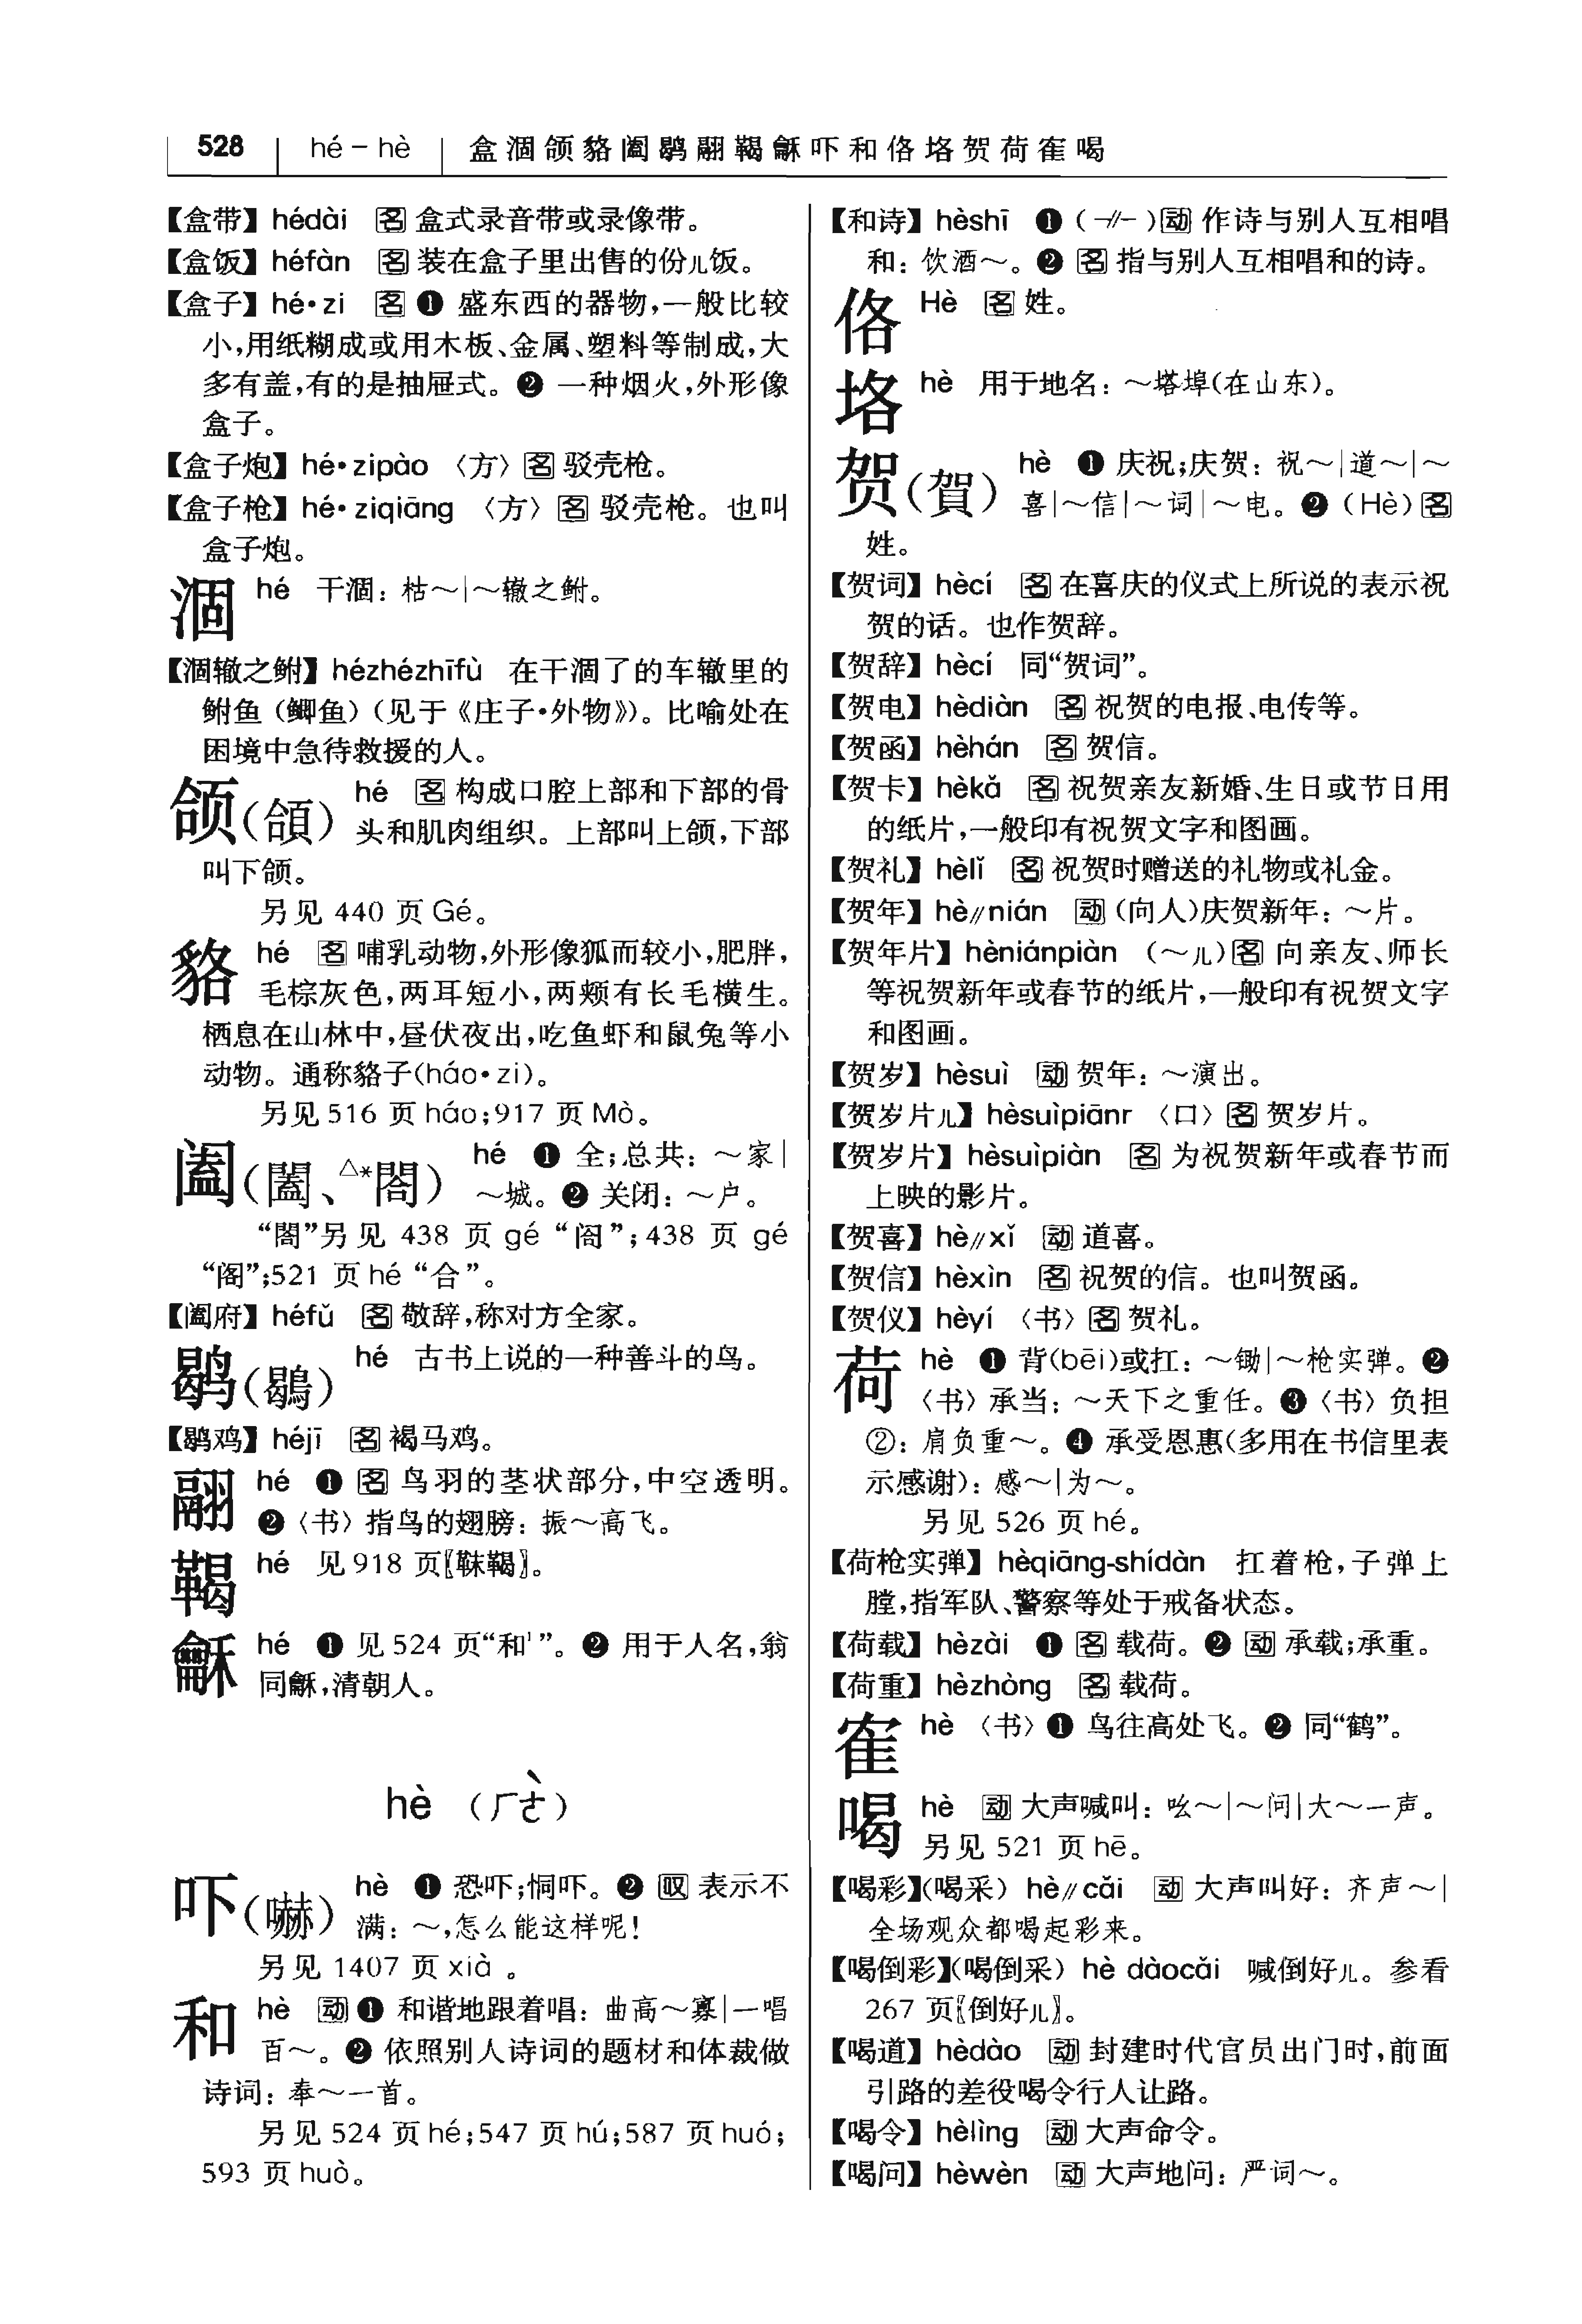 528 hé – hè 盒涸颌貉阖鹖翮鞨龢吓和佫垎贺荷隺喝
【盒带】hédài 名 盒式录音带或录像带。
【盒饭】héfàn 名 装在盒子里出售的份儿饭。
【盒子】hé•zi 名 ❶ 盛东西的器物,一般比较
小,用纸糊成或用木板、金属、塑料等制成,大
多有盖,有的是抽屉式。❷ 一种烟火,外形像
盒子。
【盒子炮】hé•zipào 〈方〉名 驳壳枪。
【盒子枪】hé•ziqiāng 〈方〉名 驳壳枪。也叫
盒子炮。
涸 hé 干涸:枯～|～辙之鲋。
【涸辙之鲋】hézhézhīfù 在干涸了的车辙里的
鲋鱼(鲫鱼)(见于《庄子•外物》)。比喻处在
困境中急待救援的人。
颌(頜) hé 名 构成口腔上部和下部的骨
头和肌肉组织。上部叫上颌,下部
叫下颌。
另见 440 页 Gé。
貉 hé 名 哺乳动物,外形像狐而较小,肥胖,
毛棕灰色,两耳短小,两颊有长毛横生。
栖息在山林中,昼伏夜出,吃鱼虾和鼠兔等小
动物。通称貉子(háo•zi)。
另见 516 页 háo;917 页 Mò。
阖(闔、△*閤) hé ❶ 全;总共:～家|
～城。❷ 关闭:～户。
“閤”另见 438 页 gé “阁”;438 页 gé
“阁”;521 页 hé “合”。
【阖府】héfǔ 名 敬辞,称对方全家。
鹖(鶡) hé 古书上说的一种善斗的鸟。
【鹖鸡】héjī 名 褐马鸡。
翮 hé ❶ 名 鸟羽的茎状部分,中空透明。
❷〈书〉指鸟的翅膀:振～高飞。
鞨 hé 见 918 页〖靺鞨〗。
龢 hé ❶ 见 524 页“和¹”。❷ 用于人名,翁
同龢,清朝人。
hè (ㄏㄜˋ)
吓(嚇) hè ❶ 恐吓;恫吓。❷ 叹 表示不
满:～,怎么能这样呢!
另见 1407 页 xià 。
和 hè 动 ❶ 和谐地跟着唱:曲高～寡|一唱
百～。❷ 依照别人诗词的题材和体裁做
诗词:奉～一首。
另见 524 页 hé;547 页 hú;587 页 huó;
593 页 huò。
【和诗】hèshī ❶ (-//-)动 作诗与别人互相唱
和:饮酒～。❷ 名 指与别人互相唱和的诗。
佫 Hè 名 姓。
垎 hè 用于地名:～塔埠(在山东)。
贺(賀) hè ❶ 庆祝;庆贺:祝～|道～|～
喜|～信|～词|～电。❷ (Hè)名
姓。
【贺词】hècí 名 在喜庆的仪式上所说的表示祝
贺的话。也作贺辞。
【贺辞】hècí 同“贺词”。
【贺电】hèdiàn 名 祝贺的电报、电传等。
【贺函】hèhán 名 贺信。
【贺卡】hèkǎ 名 祝贺亲友新婚、生日或节日用
的纸片,一般印有祝贺文字和图画。
【贺礼】hèlǐ 名 祝贺时赠送的礼物或礼金。
【贺年】hè//nián 动 (向人)庆贺新年:～片。
【贺年片】hèniánpiàn (～儿)名 向亲友、师长
等祝贺新年或春节的纸片,一般印有祝贺文字
和图画。
【贺岁】hèsuì 动 贺年:～演出。
【贺岁片儿】hèsuìpiānr 〈口〉名 贺岁片。
【贺岁片】hèsuìpiàn 名 为祝贺新年或春节而
上映的影片。
【贺喜】hè//xǐ 动 道喜。
【贺信】hèxìn 名 祝贺的信。也叫贺函。
【贺仪】hèyí 〈书〉名 贺礼。
荷 hè ❶ 背(bēi)或扛:～锄|～枪实弹。❷
〈书〉承当:～天下之重任。❸〈书〉负担
②:肩负重～。❹ 承受恩惠(多用在书信里表
示感谢):感～|为～。
另见 526 页 hé。
【荷枪实弹】hèqiāng-shídàn 扛着枪,子弹上
膛,指军队、警察等处于戒备状态。
【荷载】hèzài ❶ 名 载荷。❷ 动 承载;承重。
【荷重】hèzhòng 名 载荷。
隺 hè 〈书〉❶ 鸟往高处飞。❷ 同“鹤”。
喝 hè 动 大声喊叫:吆～|～问|大～一声。
另见 521 页 hē。
【喝彩】(喝采) hè//cǎi 动 大声叫好:齐声～|
全场观众都喝起彩来。
【喝倒彩】(喝倒采) hè dàocǎi 喊倒好儿。参看
267 页〖倒好儿〗。
【喝道】hèdào 动 封建时代官员出门时,前面
引路的差役喝令行人让路。
【喝令】hèlìng 动 大声命令。
【喝问】hèwèn 动 大声地问:严词～。